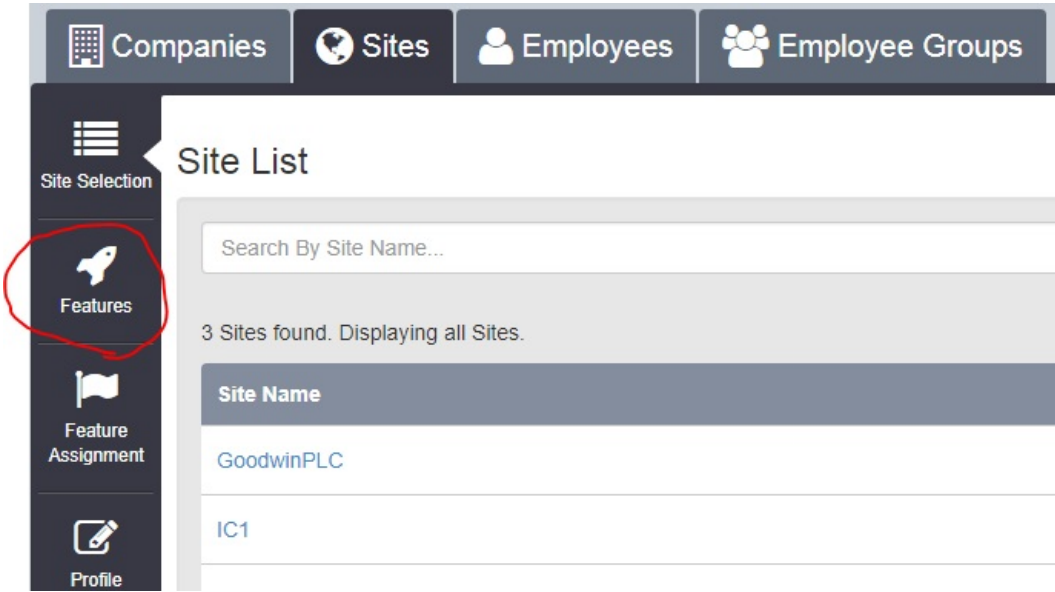 Companies
Sites
Employees
Employee Groups
Site Selection
Features
Feature
Assignment
Profile
Site List
Search By Site Name...
3 Sites found. Displaying all Sites.
Site Name
GoodwinPLC
IC1